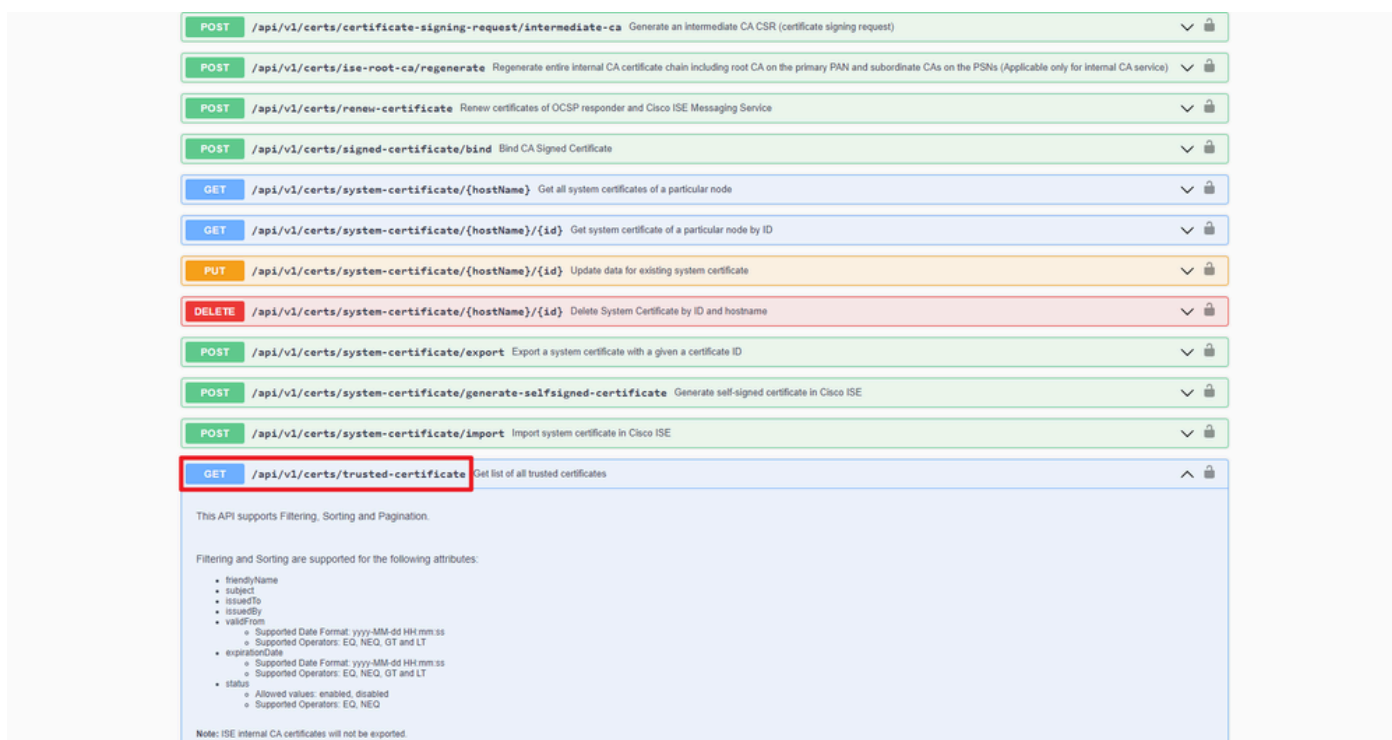 POST /api/v1/certs/certificate-signing-request/intermediate-ca Generate an intermediate CA CSR (certificate signing request)
POST /api/v1/certs/ise-root-ca/regenerate Regenerate entire internal CA certificate chain including root CA on the primary PAN and subordinate CAs on the PSNs (Applicable only for internal CA service)
POST /api/v1/certs/renew-certificate Renew certificates of OCSP responder and Cisco ISE Messaging Service
POST /api/v1/certs/signed-certificate/bind Bind CA Signed Certificate
GET /api/v1/certs/system-certificate/{hostName} Get all system certificates of a particular node
GET /api/v1/certs/system-certificate/{hostName}/{id} Get system certificate of a particular node by ID
PUT /api/v1/certs/system-certificate/{hostName}/{id} Update data for existing system certificate
DELETE /api/v1/certs/system-certificate/{hostName}/{id} Delete System Certificate by ID and hostname
POST /api/v1/certs/system-certificate/export Export a system certificate with a given a certificate ID
POST /api/v1/certs/system-certificate/generate-selfsigned-certificate Generate self-signed certificate in Cisco ISE
POST /api/v1/certs/system-certificate/import Import system certificate in Cisco ISE
GET /api/v1/certs/trusted-certificate Get list of all trusted certificates
This API supports Filtering, Sorting and Pagination.
Filtering and Sorting are supported for the following attributes:
friendlyName
subject
issuedTo
issuedBy
validFrom
Supported Date Format: yyyy-MM-dd HH:mm:ss
Supported Operators: EQ, NEQ, GT and LT
expirationDate
Supported Date Format: yyyy-MM-dd HH:mm:ss
Supported Operators: EQ, NEQ, GT and LT
status
Allowed values: enabled, disabled
Supported Operators: EQ, NEQ
Note: ISE internal CA certificates will not be exported.